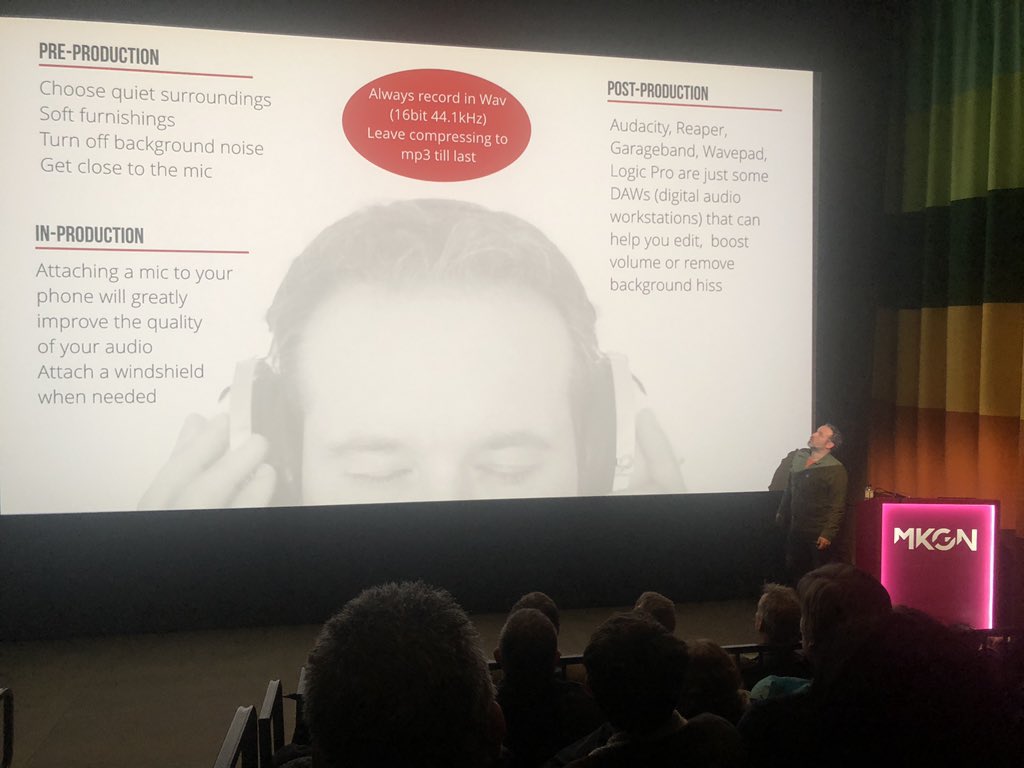 PRE-PRODUCTION
Choose quiet surroundings
Soft furnishings
Turn off background noise
Get close to the mic
IN-PRODUCTION
Attaching a mic to your
phone will greatly
improve the quality
of your audio
Attach a windshield
when needed
Always record in Wav
(16bit 44.1kHz)
Leave compressing to
mp3 till last
POST-PRODUCTION
Audacity, Reaper,
Garageband, Wavepad,
Logic Pro are just some
DAWs (digital audio
workstations) that can
help you edit, boost
volume or remove
background hiss
MKGN